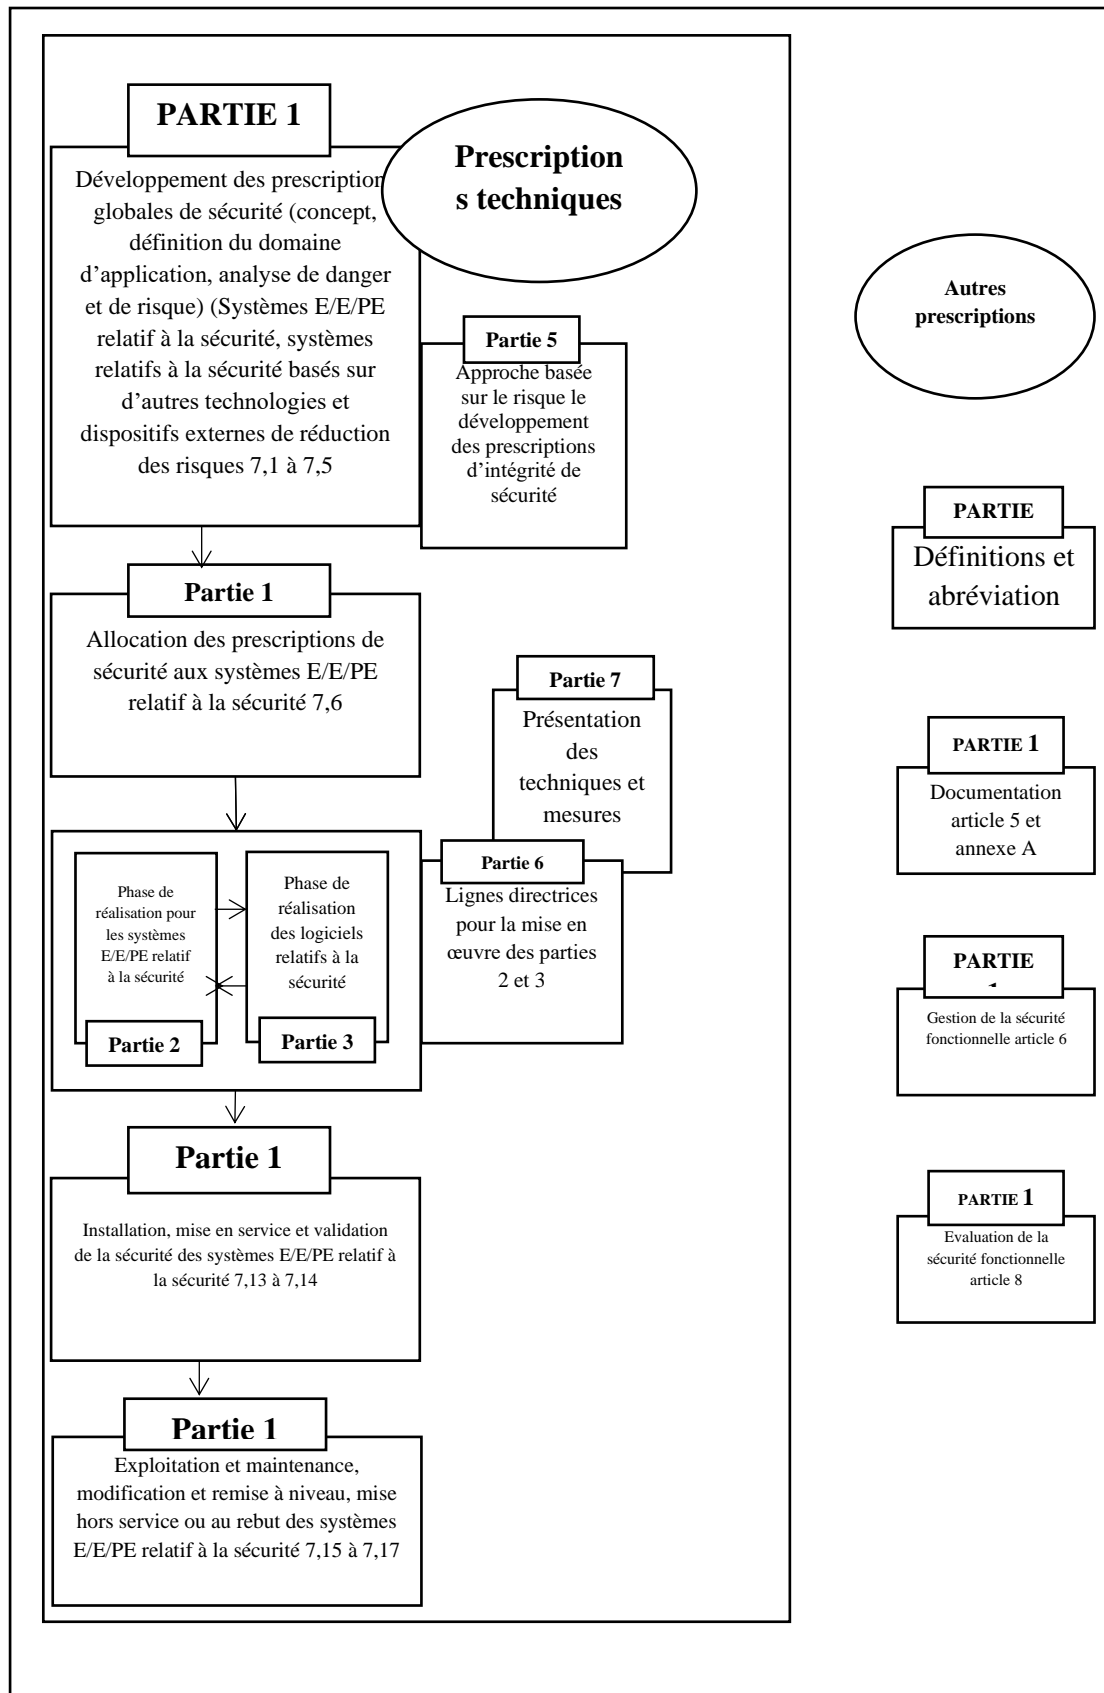 PARTIE 1
Développement des prescription
globales de sécurité (concept,
définition du domaine
d'application, analyse de danger
et de risque) (Systèmes E/E/PE
relatif à la sécurité, systèmes
relatifs à la sécurité basés sur
d'autres technologies et
dispositifs externes de réduction
des risques 7,1 à 7,5
Prescription
s techniques
Partie 5
Approche basée
sur le risque le
développement
des prescriptions
d'intégrité de
sécurité
Partie 1
Allocation des prescriptions de
sécurité aux systèmes E/E/PE
relatif à la sécurité 7,6
Partie 7
Présentation
des
techniques et
mesures
Partie 6
Lignes directrices
pour la mise en
œuvre des parties
2 et 3
Phase de
réalisation pour
les systèmes
E/E/PE relatif
à la sécurité
Partie 2
Phase de
réalisation
des logiciels
relatifs à la
sécurité
Partie 3
Partie 1
Installation, mise en service et validation
de la sécurité des systèmes E/E/PE relatif à
la sécurité 7,13 à 7,14
Partie 1
Exploitation et maintenance,
modification et remise à niveau, mise
hors service ou au rebut des systèmes
E/E/PE relatif à la sécurité 7,15 à 7,17
Autres
prescriptions
PARTIE
Définitions et
abréviation
PARTIE 1
Documentation
article 5 et
annexe A
PARTIE
Gestion de la sécurité
fonctionnelle article 6
PARTIE 1
Evaluation de la
sécurité fonctionnelle
article 8